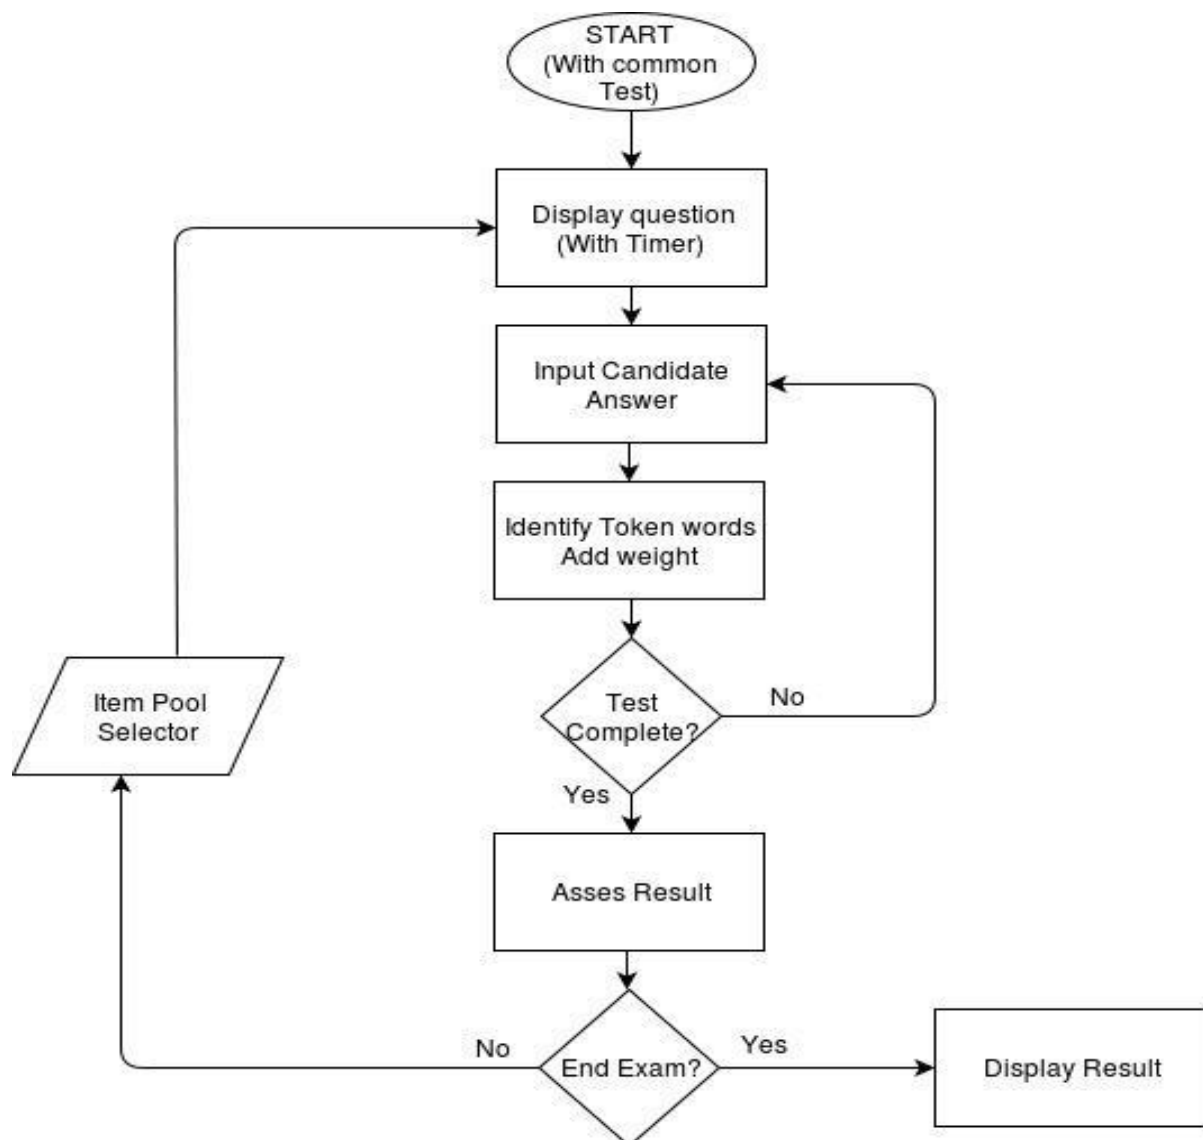 START
(With common
Test)
Display question
(With Timer)
Input Candidate
Answer
Identify Token words
Add weight
Item Pool
Selector
Test
Complete?
No
Yes
Asses Result
No
End Exam?
Yes
Display Result